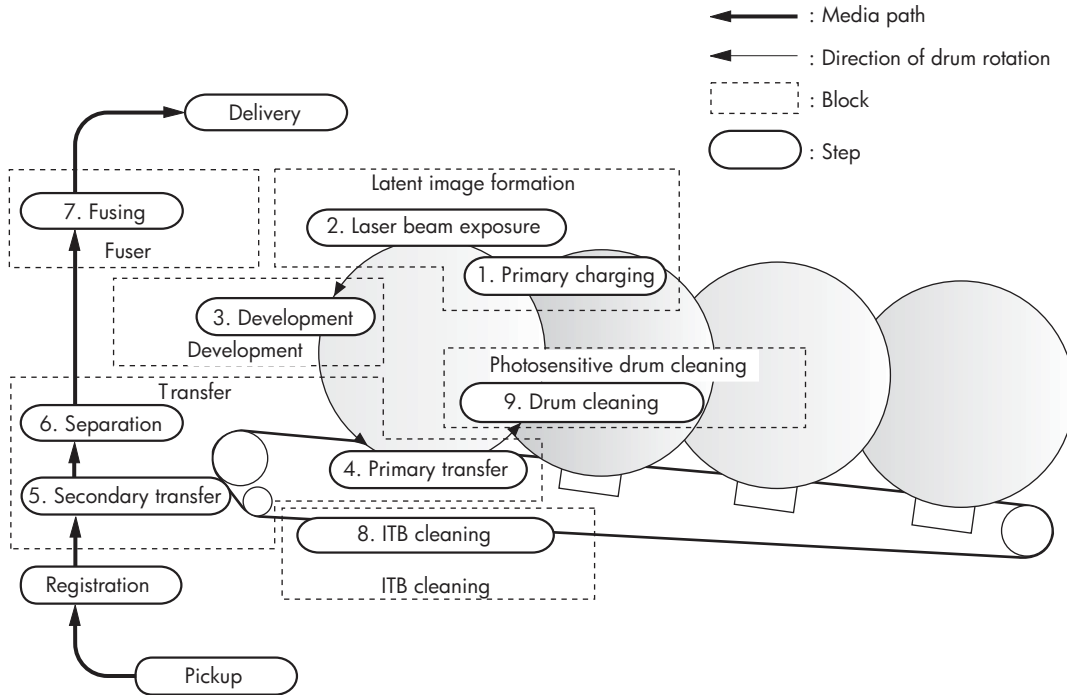 : Media path
: Direction of drum rotation
: Block
: Step
Delivery
Latent image formation
7. Fusing
Fuser
2. Laser beam exposure
1. Primary charging
3. Development
Development
Photosensitive drum cleaning
9. Drum cleaning
Transfer
6. Separation
4. Primary transfer
5. Secondary transfer
8. ITB cleaning
ITB cleaning
Registration
Pickup